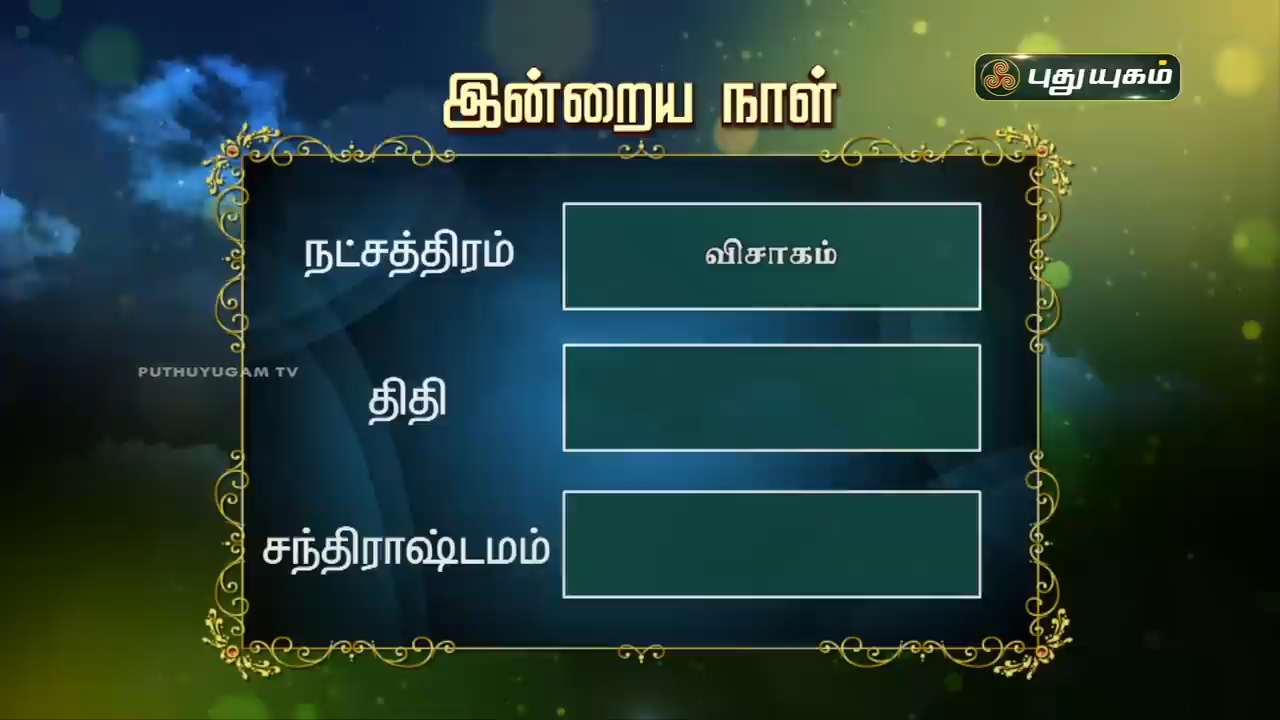 புதுயுகம்
இன்றைய நாள்
நட்சத்திரம்
விசாகம்
PUTHUYUGAM TV
திதி
சந்திராஷ்டமம்